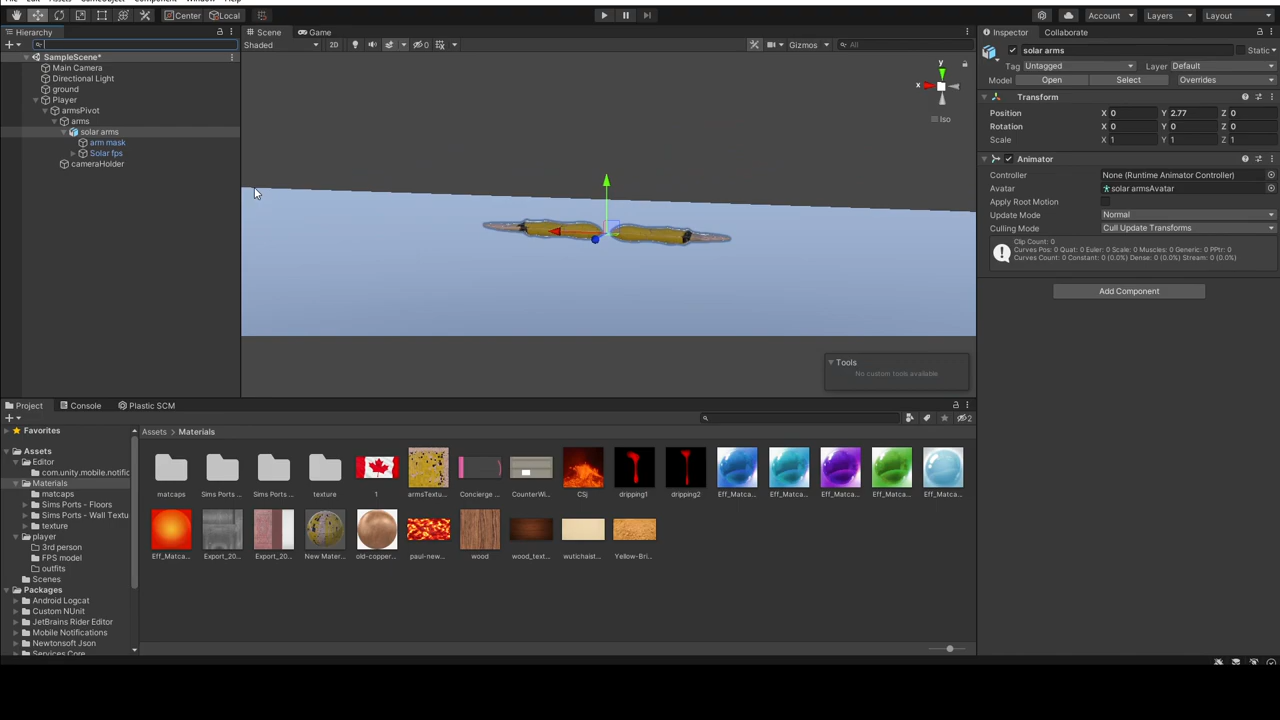 Center Local
Account Layers Layout
Hierarchy
Scene Game
Inspector Collaborate
SampleScene*
Main Camera
Directional Light
ground
Player
armsPivot
arms
solar arms
arm mask
Solar fps
cameraHolder
Shaded 2D 0 Gizmos All
y
x
Iso
Tools
No custom tools available
solar arms Static
Tag Untagged Layer Default
Model Open Select Overrides
Transform
Position X 0 Y 2.77 Z 0
Rotation X 0 Y 0 Z 0
Scale X 1 Y 1 Z 1
Animator
Controller None (Runtime Animator Controller)
Avatar solar armsAvatar
Apply Root Motion
Update Mode Normal
Culling Mode Cull Update Transforms
Clip Count: 0
Curves Pos: 0 Quat: 0 Euler: 0 Scale: 0 Muscles: 0 Generic: 0 PPtr: 0
Curves Count: 0 Constant: 0 (0.0%) Dense: 0 (0.0%) Stream: 0 (0.0%)
Add Component
Project Console Plastic SCM
2
Favorites
Assets
Editor
com.unity.mobile.notific
Materials
matcaps
Sims Ports - Floors
Sims Ports - Wall Textu
texture
player
3rd person
FPS model
outfits
Scenes
Packages
Android Logcat
Custom NUnit
JetBrains Rider Editor
Mobile Notifications
Newtonsoft Json
Services Core
Assets > Materials
matcaps Sims Ports ... Sims Ports ... texture 1 armsTextu... Concierge ... CounterWi... CSj dripping1 dripping2 Eff_Matca... Eff_Matca... Eff_Matca... Eff_Matca... Eff_Matca...
Eff_Matca... Export_20... Export_20... New Mater... old-copper... paul-new... wood wood_text... wutichaist... Yellow-Bri...